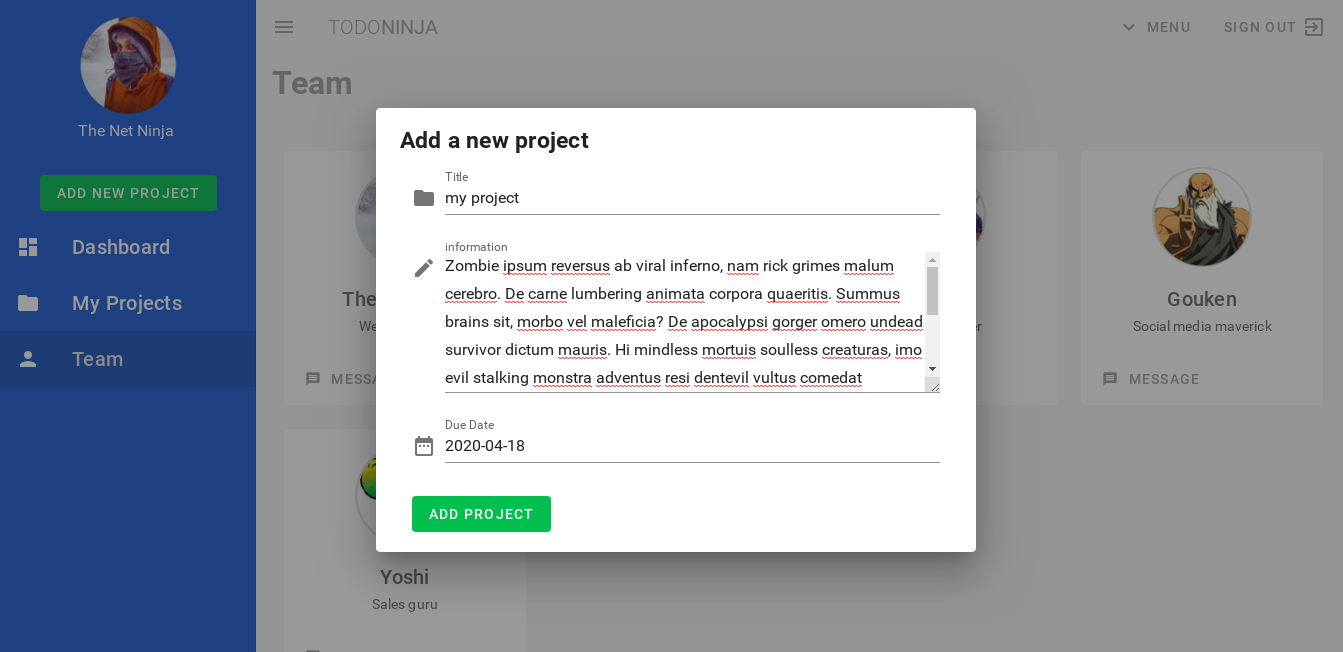 The Net Ninja
ADD NEW PROJECT
Dashboard
My Projects
Team
TODONINJA
MENU
SIGN OUT
Team
Add a new project
Title
my project
information
Zombie ipsum reversus ab viral inferno, nam rick grimes malum
cerebro. De carne lumbering animata corpora quaeritis. Summus
brains sit, morbo vel maleficia? De apocalypsi gorger omero undead
survivor dictum mauris. Hi mindless mortuis soulless creaturas, imo
evil stalking monstra adventus resi dentevil vultus comedat
Due Date
2020-04-18
ADD PROJECT
The
Gouken
Social media maverick
MESSAGE
Yoshi
Sales guru